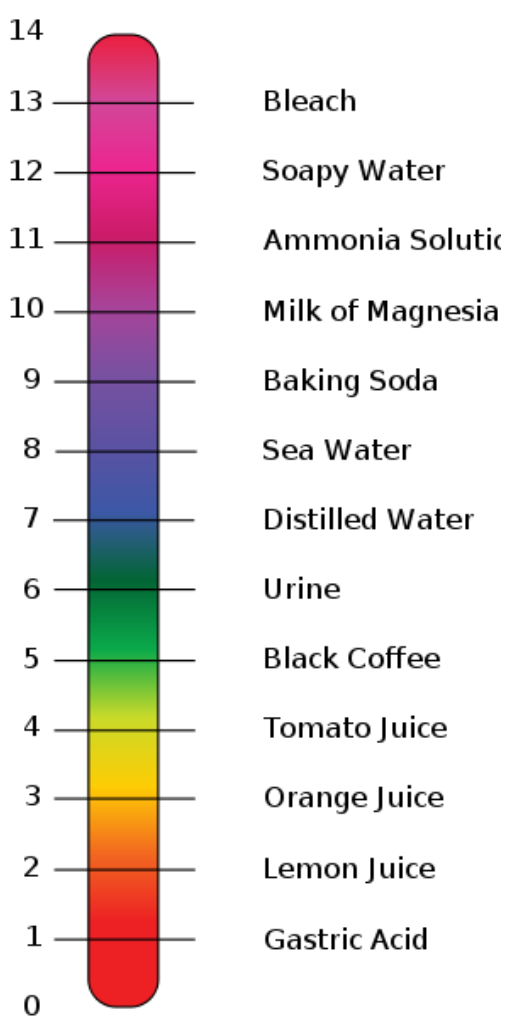 14
13 Bleach
12 Soapy Water
11 Ammonia Solutio
10 Milk of Magnesia
9 Baking Soda
8 Sea Water
7 Distilled Water
6 Urine
5 Black Coffee
4 Tomato Juice
3 Orange Juice
2 Lemon Juice
1 Gastric Acid
0